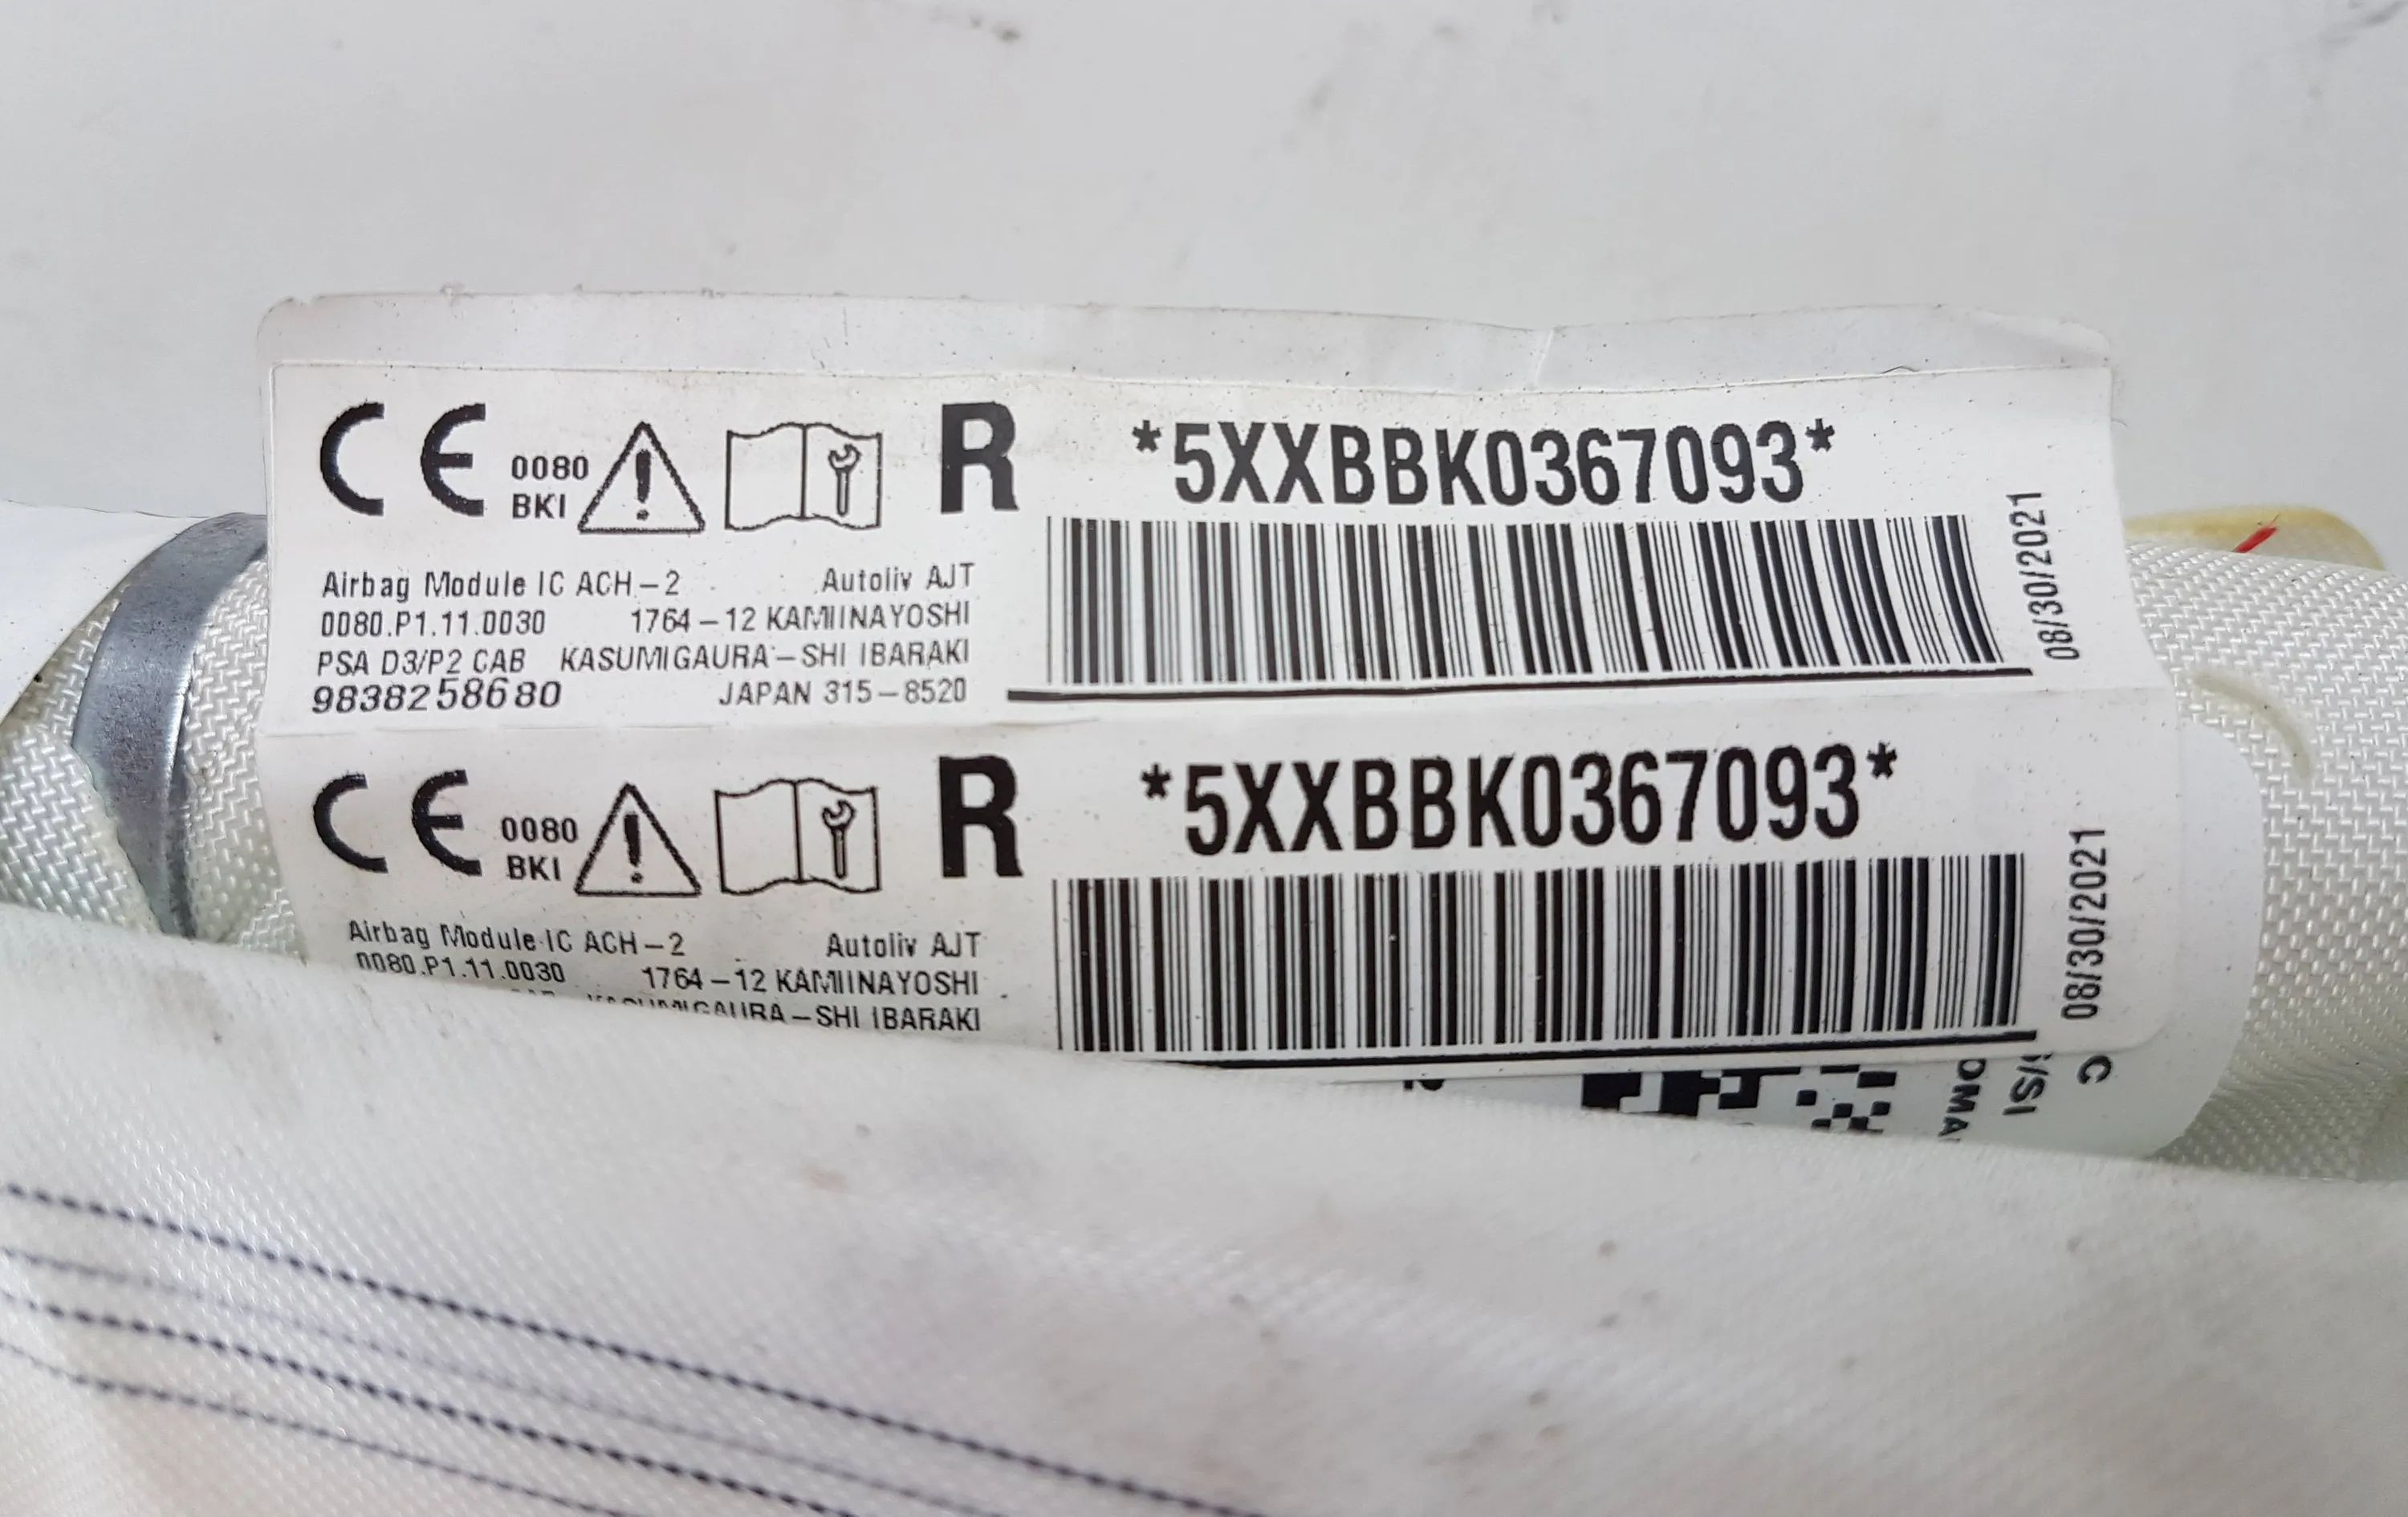 CE 0080 BKI R *5XXBBK0367093*
08/30/2021
Airbag Module IC ACH-2 Autoliv AJT
0080.P1.11.0030 1764-12 KAMIINAYOSHI
PSA D3/P2 CAB KASUMIGAURA-SHI IBARAKI
9838258680 JAPAN 315-8520
CE 0080 BKI R *5XXBBK0367093*
08/30/2021
Airbag Module IC ACH-2 Autoliv AJT
0080.P1.11.0030 1764-12 KAMIINAYOSHI
KASUMIGAURA-SHI IBARAKI
C